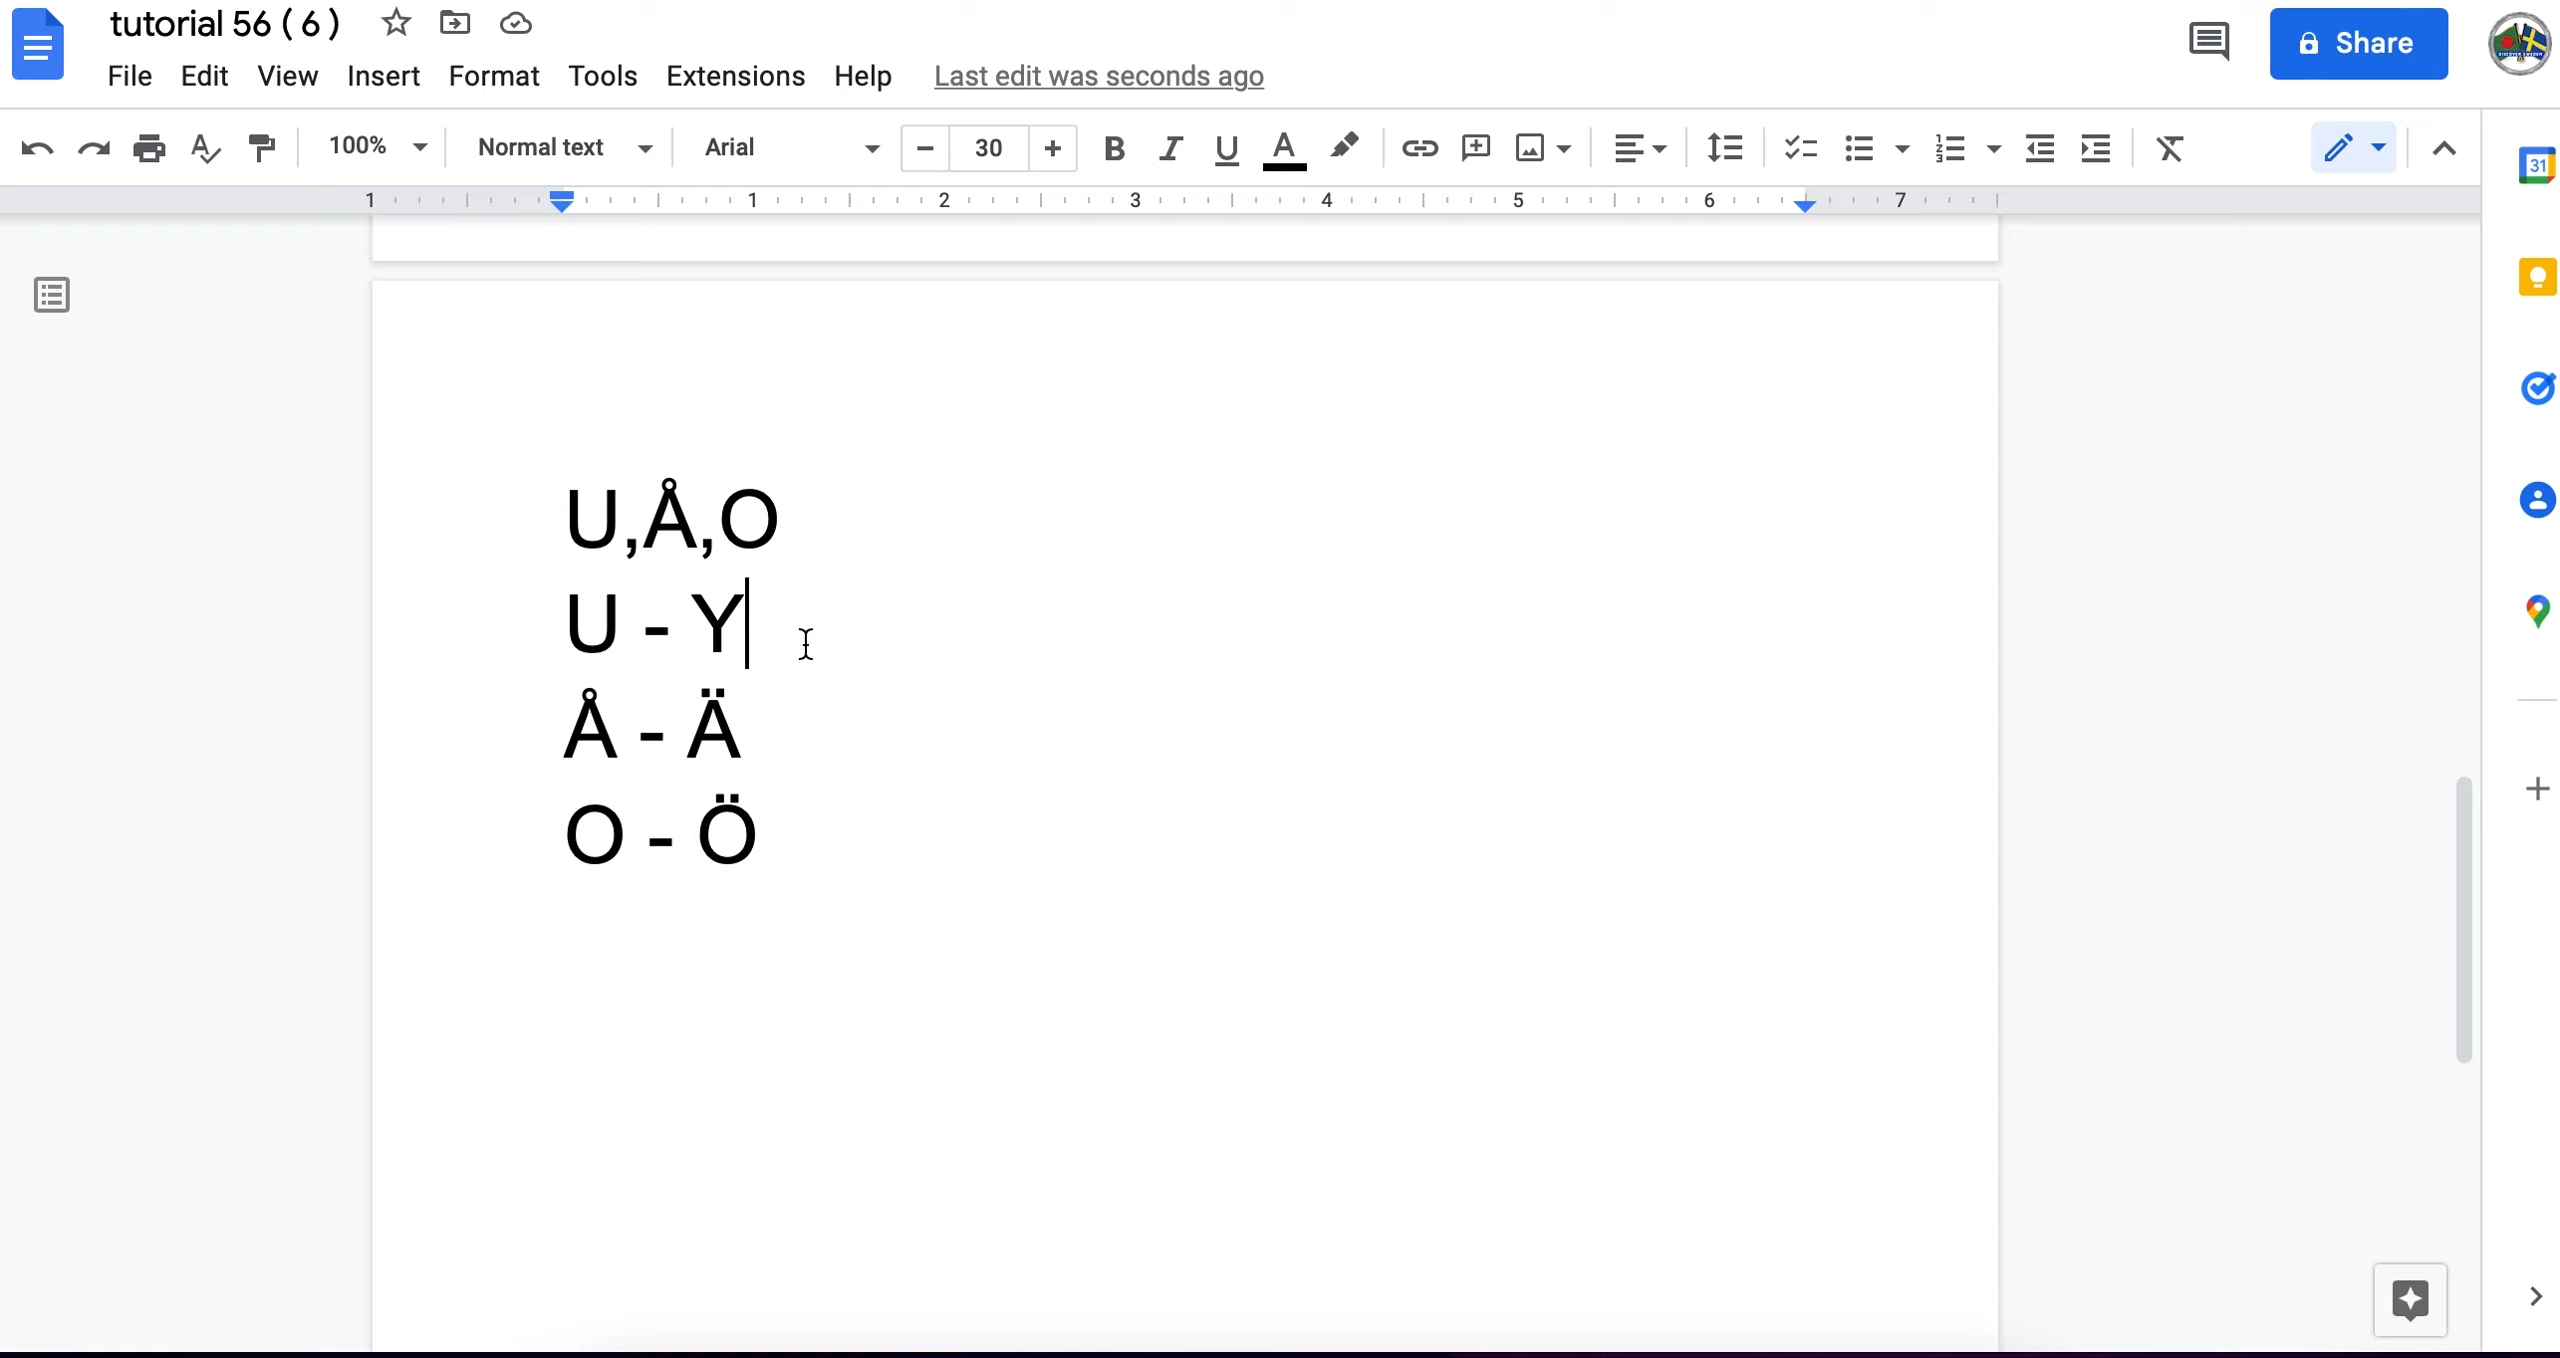 tutorial 56 ( 6 )
File Edit View Insert Format Tools Extensions Help Last edit was seconds ago
Share
100% Normal text Arial 30 B I U A
1 1 2 3 4 5 6 7
31
U,Å,O
U - Y
Å - Ä
O - Ö